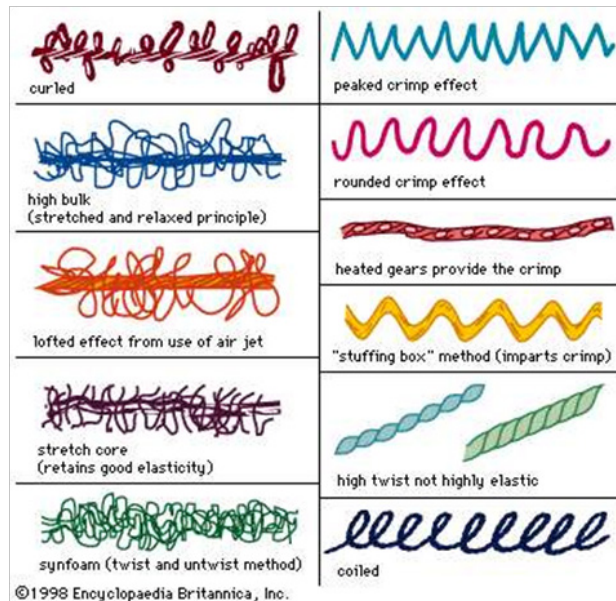 curled
high bulk
(stretched and relaxed principle)
lofted effect from use of air jet
stretch core
(retains good elasticity)
synfoam (twist and untwist method)
peaked crimp effect
rounded crimp effect
heated gears provide the crimp
"stuffing box" method (imparts crimp)
high twist not highly elastic
coiled
©1998 Encyclopaedia Britannica, Inc.